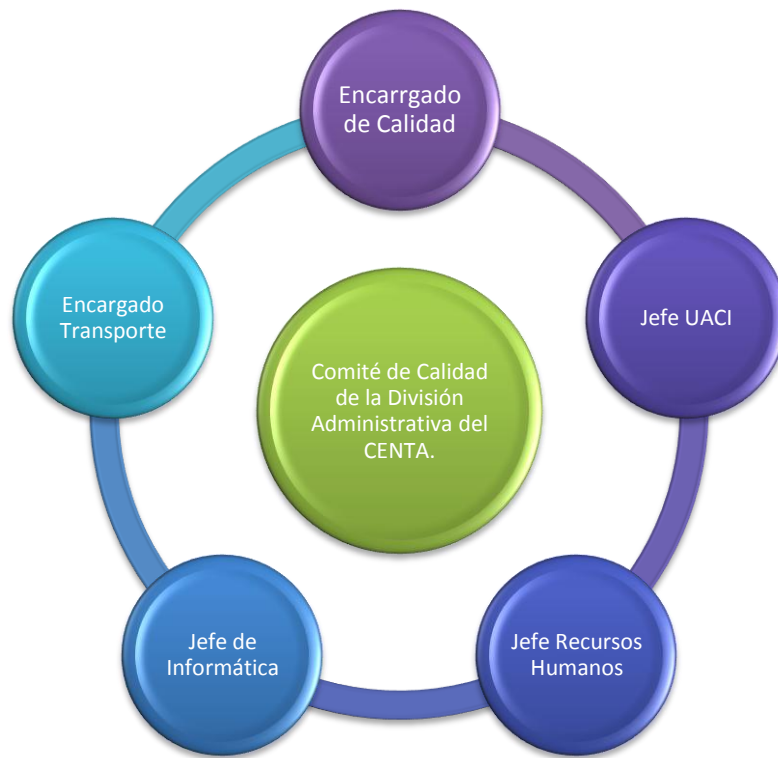 Encarrgado
de Calidad
Jefe UACI
Jefe Recursos
Humanos
Jefe de
Informática
Encargado
Transporte
Comité de Calidad
de la División
Administrativa del
CENTA.